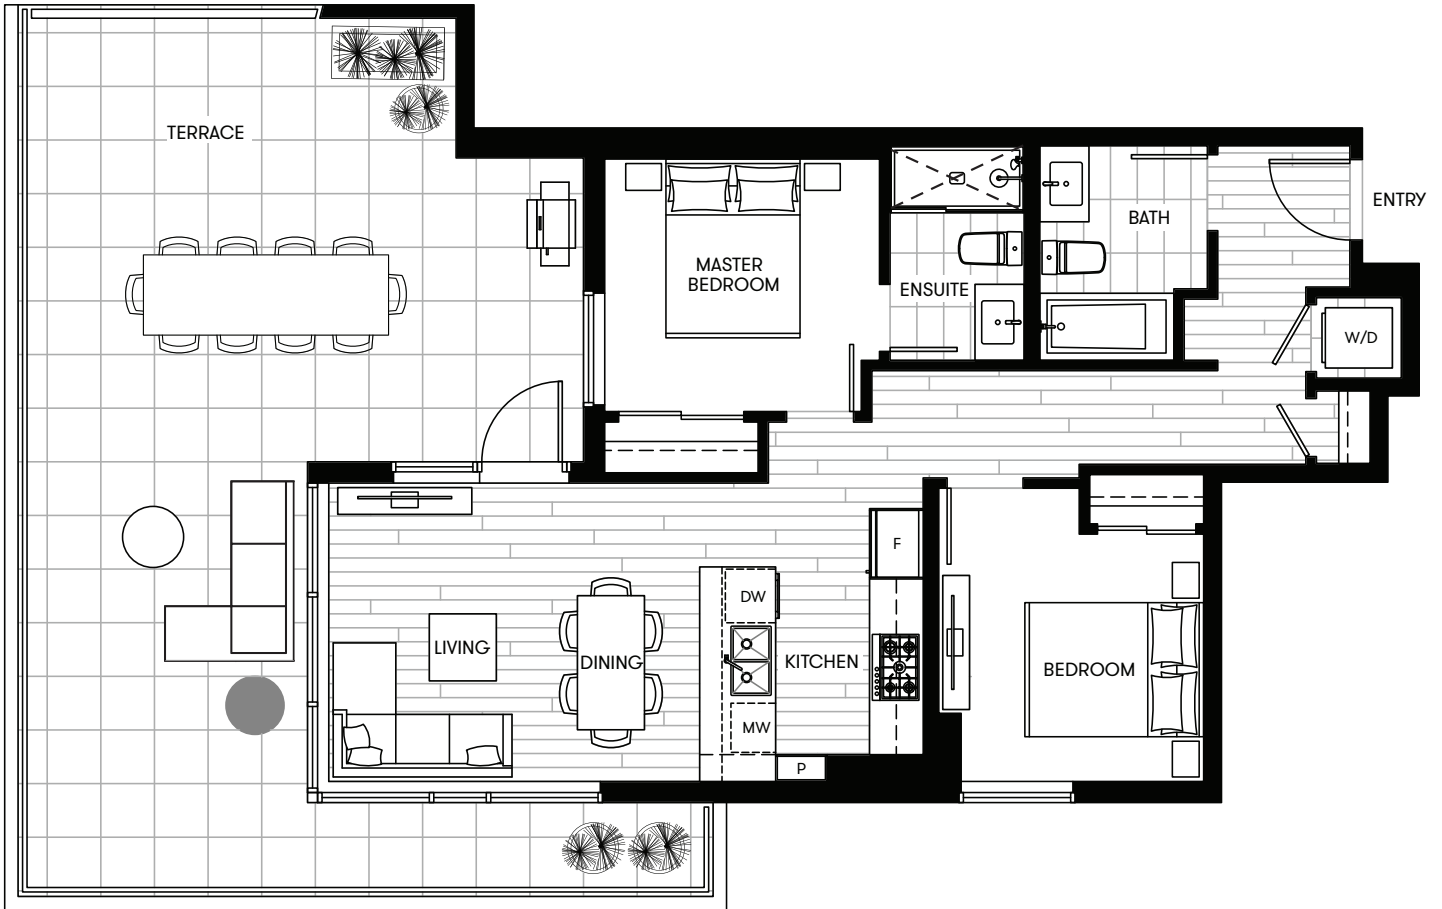 TERRACE
ENTRY
BATH
MASTER
BEDROOM
ENSUITE
W/D
F
DW
LIVING
DINING
KITCHEN
BEDROOM
MW
P